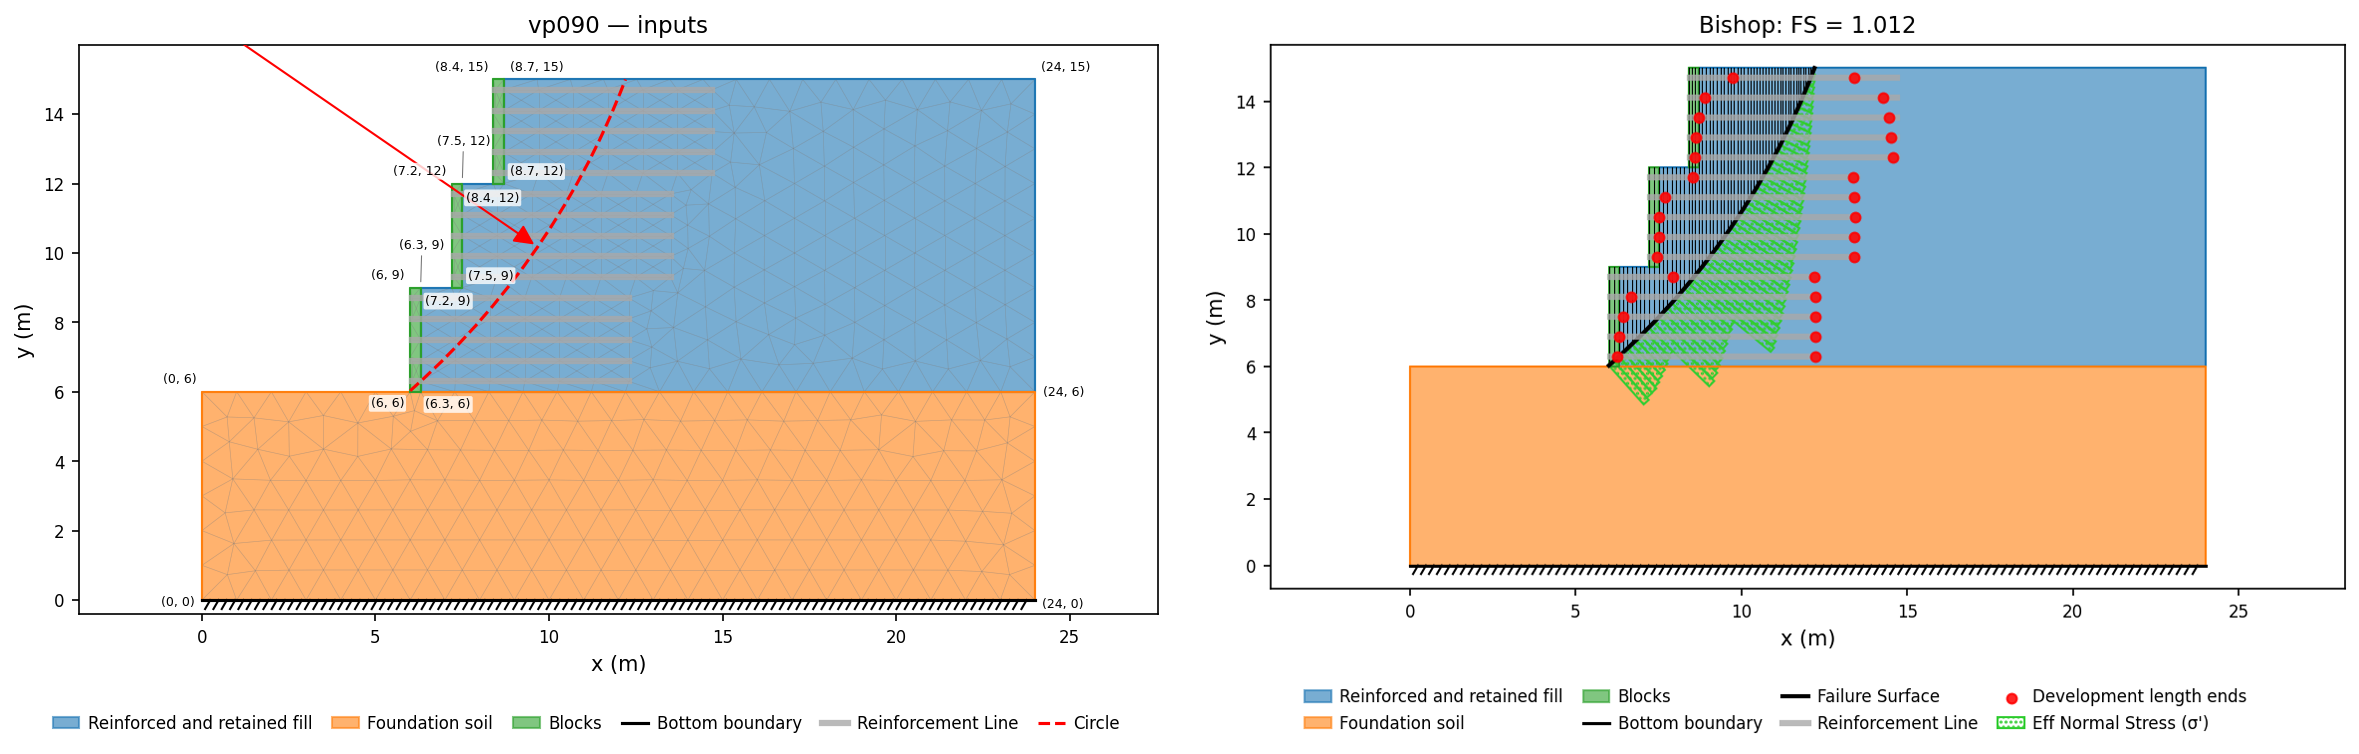 vp090 — inputs
(8.4, 15)
(8.7, 15)
(24, 15)
(7.5, 12)
(7.2, 12)
(8.7, 12)
(8.4, 12)
(6.3, 9)
(6, 9)
(7.5, 9)
(7.2, 9)
(0, 6)
(6, 6)
(6.3, 6)
(24, 6)
(0, 0)
(24, 0)
14
12
10
8
6
4
2
0
y (m)
0 5 10 15 20 25
x (m)
Reinforced and retained fill
Foundation soil
Blocks
Bottom boundary
Reinforcement Line
Circle
Bishop: FS = 1.012
14
12
10
8
6
4
2
0
y (m)
0 5 10 15 20 25
x (m)
Reinforced and retained fill
Foundation soil
Blocks
Bottom boundary
Failure Surface
Reinforcement Line
Development length ends
Eff Normal Stress (σ')